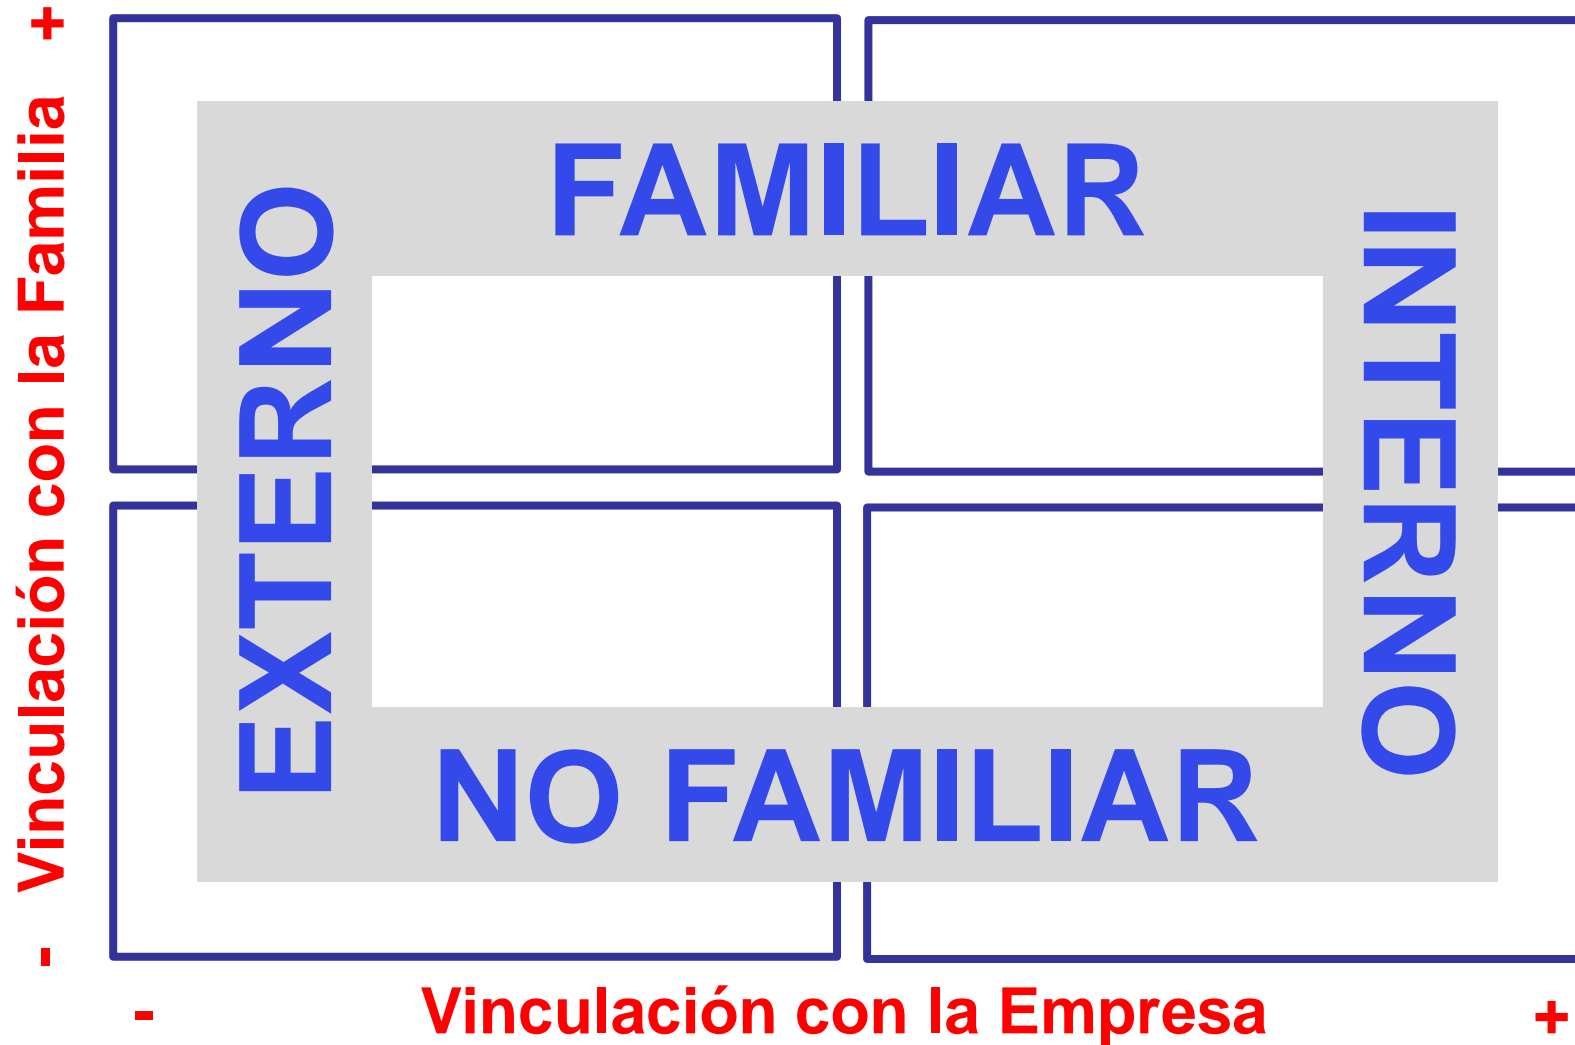 +
Vinculación con la Familia
-
FAMILIAR
EXTERNO
INTERNO
NO FAMILIAR
-
Vinculación con la Empresa
+